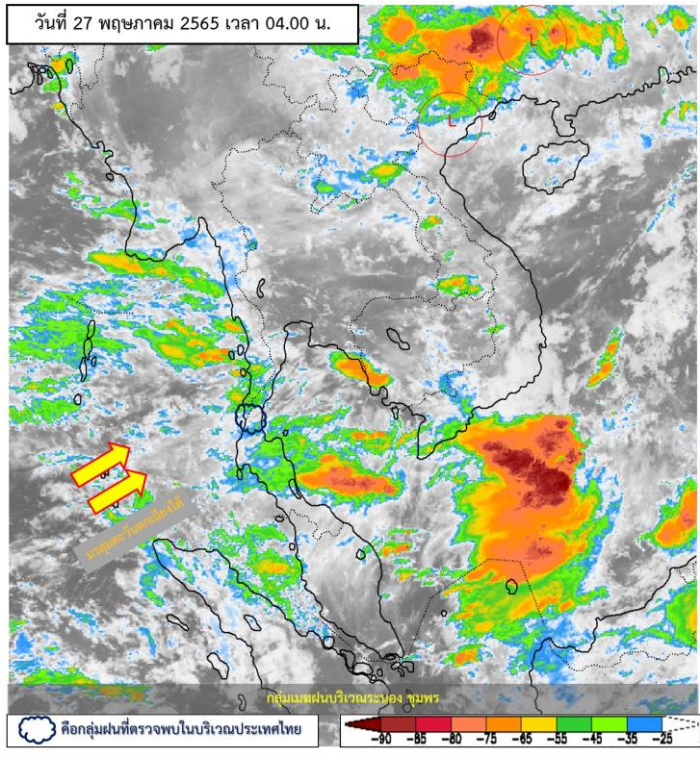 วันที่ 27 พฤษภาคม 2565 เวลา 04.00 น.
L
L
มรสุมตะวันตกเฉียงใต้
กลุ่มเมฆฝนบริเวณระนอง ชุมพร
คือกลุ่มฝนที่ตรวจพบในบริเวณประเทศไทย
-90 -85 -80 -75 -65 -55 -45 -35 -25